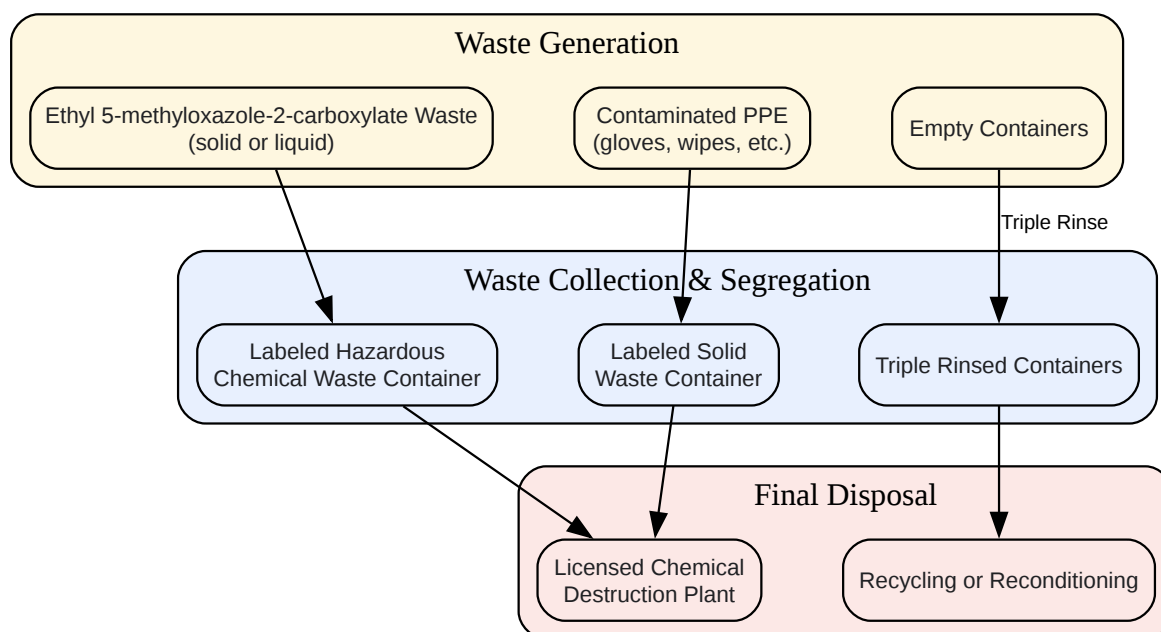 Waste Generation
Ethyl 5-methyloxazole-2-carboxylate Waste
(solid or liquid)
Contaminated PPE
(gloves, wipes, etc.)
Empty Containers
Triple Rinse
Waste Collection & Segregation
Labeled Hazardous
Chemical Waste Container
Labeled Solid
Waste Container
Triple Rinsed Containers
Final Disposal
Licensed Chemical
Destruction Plant
Recycling or Reconditioning